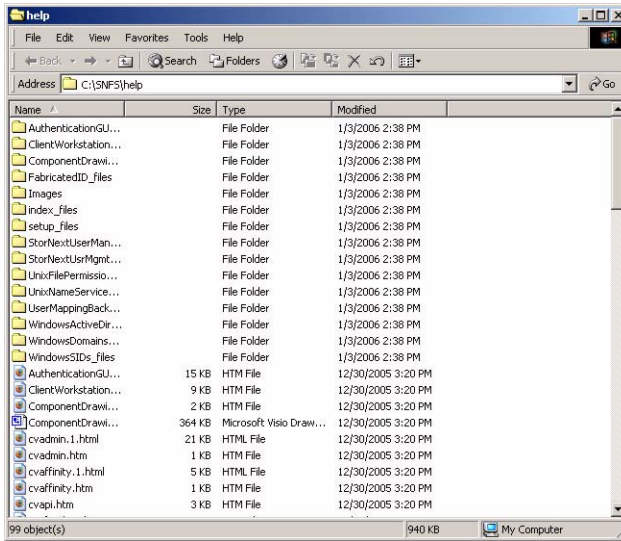 help
File Edit View Favorites Tools Help
Back Search Folders
Address C:\SNFS\help Go
Name Size Type Modified
AuthenticationGU... File Folder 1/3/2006 2:38 PM
ClientWorkstation... File Folder 1/3/2006 2:38 PM
ComponentDrawi... File Folder 1/3/2006 2:38 PM
FabricatedID_files File Folder 1/3/2006 2:38 PM
Images File Folder 1/3/2006 2:38 PM
index_files File Folder 1/3/2006 2:38 PM
setup_files File Folder 1/3/2006 2:38 PM
StorNextUserMan... File Folder 1/3/2006 2:38 PM
StorNextUsrMgmt... File Folder 1/3/2006 2:38 PM
UnixFilePermissio... File Folder 1/3/2006 2:38 PM
UnixNameService... File Folder 1/3/2006 2:38 PM
UserMappingBack... File Folder 1/3/2006 2:38 PM
WindowsActiveDir... File Folder 1/3/2006 2:38 PM
WindowsDomains... File Folder 1/3/2006 2:38 PM
WindowsSIDs_files File Folder 1/3/2006 2:38 PM
AuthenticationGU... 15 KB HTM File 12/30/2005 3:20 PM
ClientWorkstation... 9 KB HTM File 12/30/2005 3:20 PM
ComponentDrawi... 2 KB HTM File 12/30/2005 3:20 PM
ComponentDrawi... 364 KB Microsoft Visio Draw... 12/30/2005 3:20 PM
cvadmin.1.html 21 KB HTML File 12/30/2005 3:20 PM
cvadmin.htm 1 KB HTM File 12/30/2005 3:20 PM
cvaffinity.1.html 5 KB HTML File 12/30/2005 3:20 PM
cvaffinity.htm 1 KB HTM File 12/30/2005 3:20 PM
cvapi.htm 3 KB HTM File 12/30/2005 3:20 PM
99 object(s) 940 KB My Computer